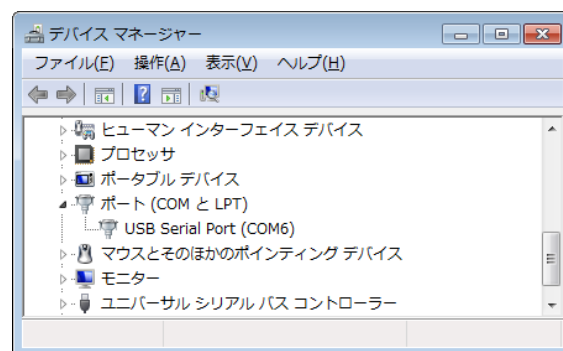 デバイス マネージャー
ファイル(F) 操作(A) 表示(V) ヘルプ(H)
ヒューマン インターフェイス デバイス
プロセッサ
ポータブル デバイス
ポート (COM と LPT)
USB Serial Port (COM6)
マウスとそのほかのポインティング デバイス
モニター
ユニバーサル シリアル バス コントローラー